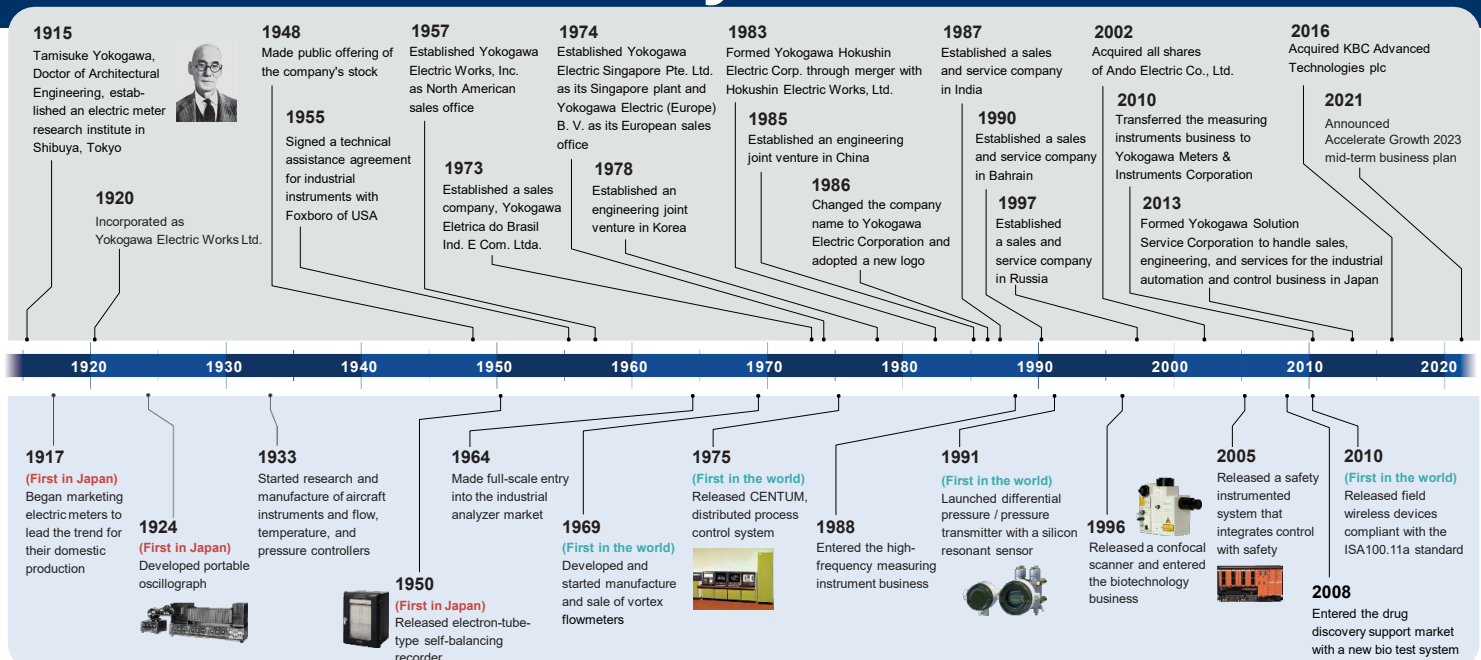 1915
Tamisuke Yokogawa,
Doctor of Architectural
Engineering, estab-
lished an electric meter
research institute in
Shibuya, Tokyo
1920
Incorporated as
Yokogawa Electric Works Ltd.
1948
Made public offering of
the company's stock
1955
Signed a technical
assistance agreement
for industrial
instruments with
Foxboro of USA
1957
Established Yokogawa
Electric Works, Inc.
as North American
sales office
1973
Established a sales
company, Yokogawa
Eletrica do Brasil
Ind. E Com. Ltda.
1974
Established Yokogawa
Electric Singapore Pte. Ltd.
as its Singapore plant and
Yokogawa Electric (Europe)
B. V. as its European sales
office
1978
Established an
engineering joint
venture in Korea
1983
Formed Yokogawa Hokushin
Electric Corp. through merger with
Hokushin Electric Works, Ltd.
1985
Established an engineering
joint venture in China
1986
Changed the company
name to Yokogawa
Electric Corporation and
adopted a new logo
1987
Established a sales
and service company
in India
1990
Established a sales
and service company
in Bahrain
1997
Established
a sales and
service company
in Russia
2002
Acquired all shares
of Ando Electric Co., Ltd.
2010
Transferred the measuring
instruments business to
Yokogawa Meters &
Instruments Corporation
2013
Formed Yokogawa Solution
Service Corporation to handle sales,
engineering, and services for the industrial
automation and control business in Japan
2016
Acquired KBC Advanced
Technologies plc
2021
Announced
Accelerate Growth 2023
mid-term business plan
1920 1930 1940 1950 1960 1970 1980 1990 2000 2010 2020
1917
(First in Japan)
Began marketing
electric meters to
lead the trend for
their domestic
production
1924
(First in Japan)
Developed portable
oscillograph
1933
Started research and
manufacture of aircraft
instruments and flow,
temperature, and
pressure controllers
1950
(First in Japan)
Released electron-tube-
type self-balancing
recorder
1964
Made full-scale entry
into the industrial
analyzer market
1969
(First in the world)
Developed and
started manufacture
and sale of vortex
flowmeters
1975
(First in the world)
Released CENTUM,
distributed process
control system
1988
Entered the high-
frequency measuring
instrument business
1991
(First in the world)
Launched differential
pressure / pressure
transmitter with a silicon
resonant sensor
1996
Released a confocal
scanner and entered
the biotechnology
business
2005
Released a safety
instrumented
system that
integrates control
with safety
2008
Entered the drug
discovery support market
with a new bio test system
2010
(First in the world)
Released field
wireless devices
compliant with the
ISA100.11a standard